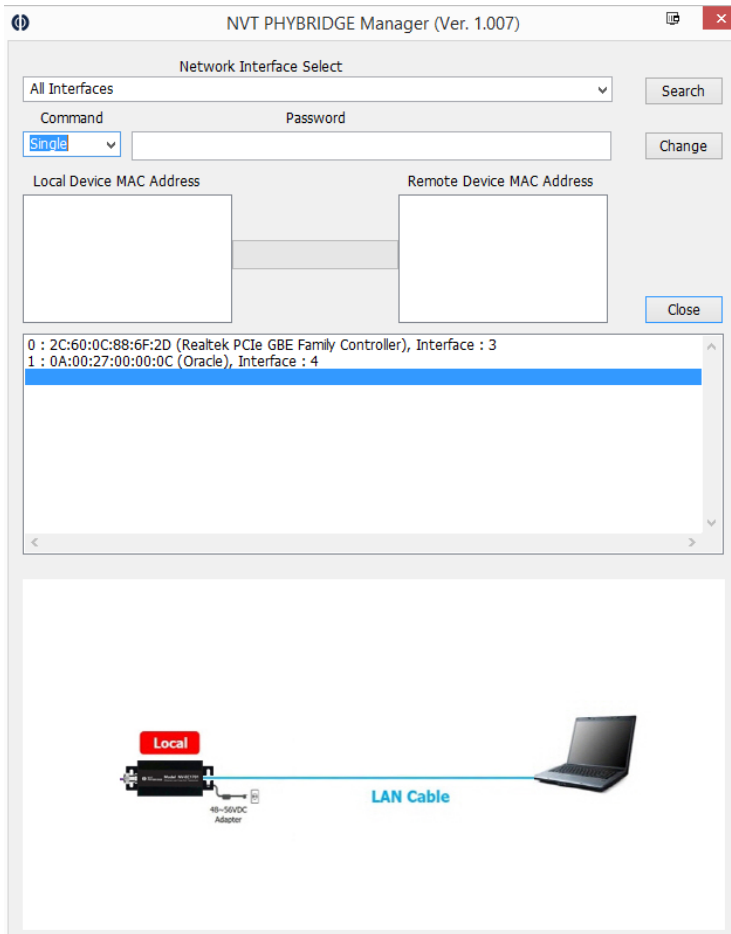 NVT PHYBRIDGE Manager (Ver. 1.007)
Network Interface Select
All Interfaces
Search
Command
Password
Single
Change
Local Device MAC Address
Remote Device MAC Address
Close
0 : 2C:60:0C:88:6F:2D (Realtek PCIe GBE Family Controller), Interface : 3
1 : 0A:00:27:00:00:0C (Oracle), Interface : 4
Local
LAN Cable
48~56VDC
Adapter